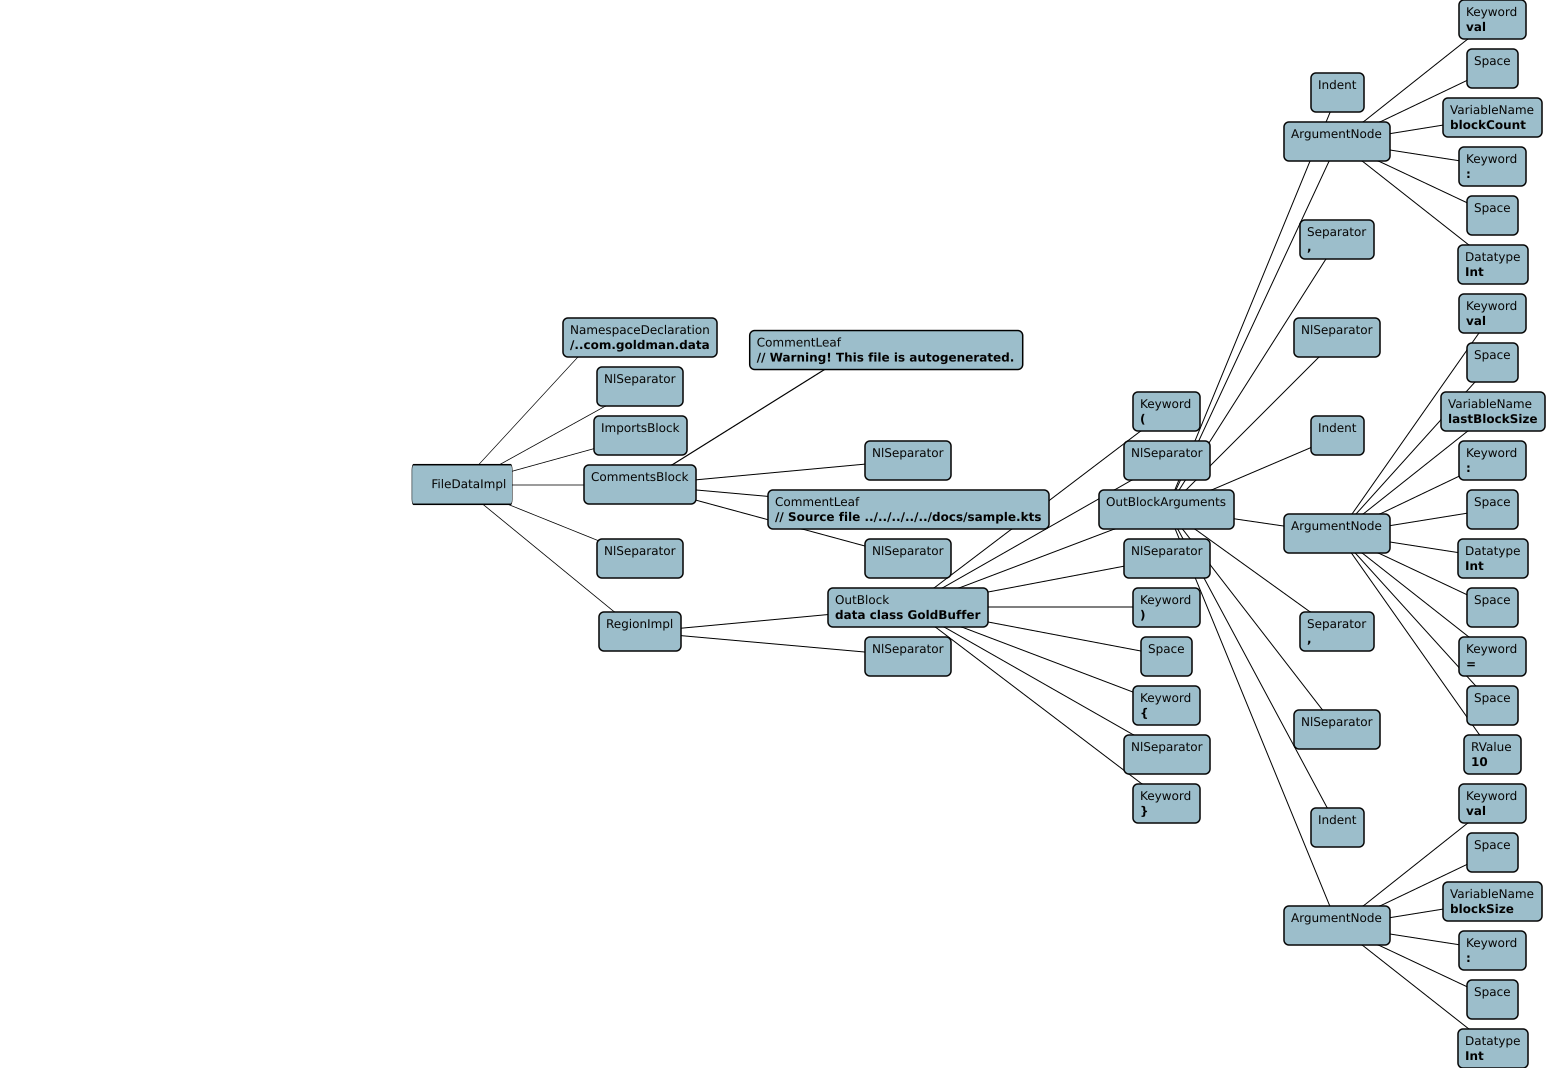 FileDataImpl
NamespaceDeclaration
/..com.goldman.data
NlSeparator
ImportsBlock
CommentsBlock
NlSeparator
RegionImpl
CommentLeaf
// Warning! This file is autogenerated.
NlSeparator
CommentLeaf
// Source file ../../../../../docs/sample.kts
NlSeparator
OutBlock
data class GoldBuffer
NlSeparator
Keyword
(
NlSeparator
OutBlockArguments
NlSeparator
Keyword
)
Space
Keyword
{
NlSeparator
Keyword
}
Indent
ArgumentNode
Separator
,
NlSeparator
Indent
ArgumentNode
Separator
,
NlSeparator
Indent
ArgumentNode
Keyword
val
Space
VariableName
blockCount
Keyword
:
Space
Datatype
Int
Keyword
val
Space
VariableName
lastBlockSize
Keyword
:
Space
Datatype
Int
Space
Keyword
=
Space
RValue
10
Keyword
val
Space
VariableName
blockSize
Keyword
:
Space
Datatype
Int